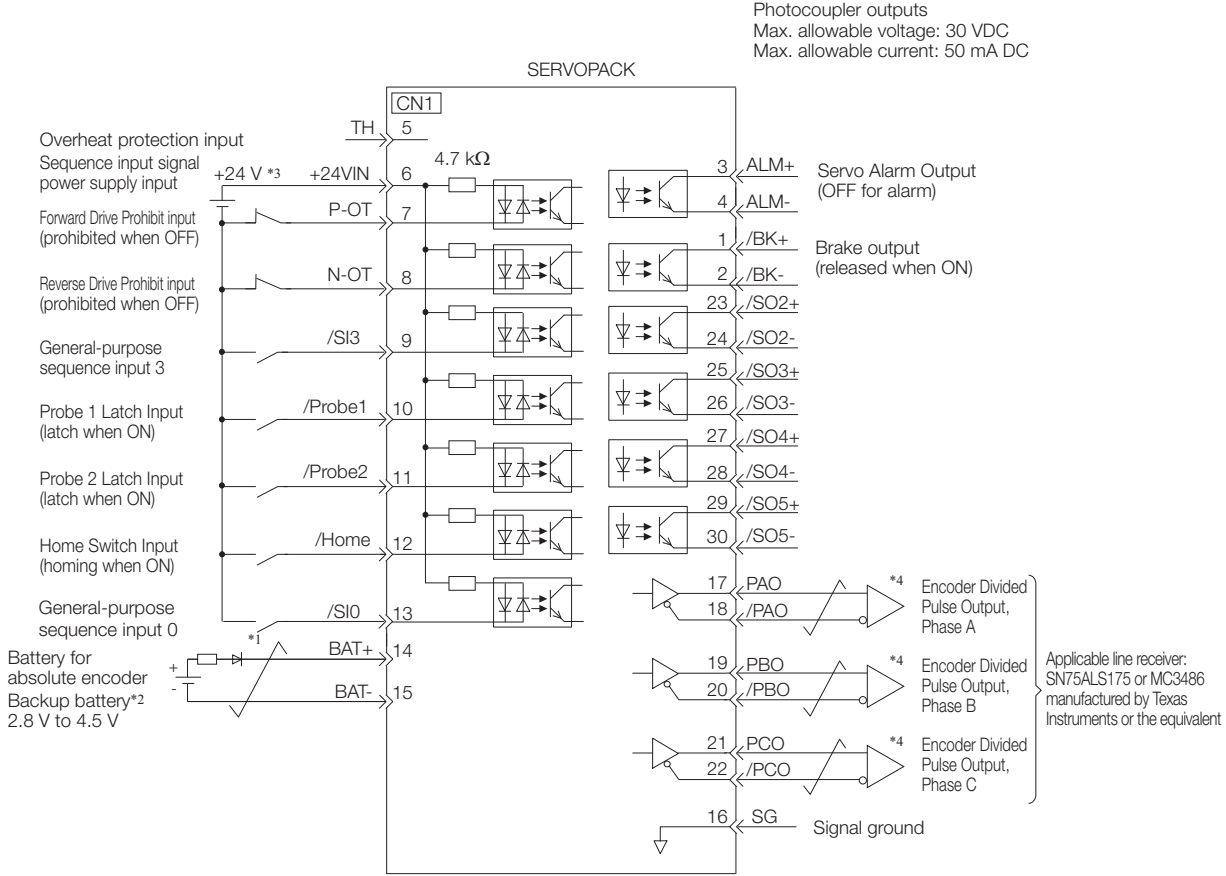 Photocoupler outputs
Max. allowable voltage: 30 VDC
Max. allowable current: 50 mA DC
SERVOPACK
CN1
TH 5
Overheat protection input
Sequence input signal
power supply input
+24 V *3
+24VIN 6
4.7 kΩ
Forward Drive Prohibit input
(prohibited when OFF)
P-OT 7
Reverse Drive Prohibit input
(prohibited when OFF)
N-OT 8
General-purpose
sequence input 3
/SI3 9
Probe 1 Latch Input
(latch when ON)
/Probe1 10
Probe 2 Latch Input
(latch when ON)
/Probe2 11
Home Switch Input
(homing when ON)
/Home 12
General-purpose
sequence input 0
/SI0 13
*1
Battery for
absolute encoder
Backup battery*2
2.8 V to 4.5 V
+
-
BAT+ 14
BAT- 15
3 ALM+
4 ALM-
Servo Alarm Output
(OFF for alarm)
1 /BK+
2 /BK-
Brake output
(released when ON)
23 /SO2+
24 /SO2-
25 /SO3+
26 /SO3-
27 /SO4+
28 /SO4-
29 /SO5+
30 /SO5-
17 PAO
18 /PAO
*4
Encoder Divided
Pulse Output,
Phase A
19 PBO
20 /PBO
*4
Encoder Divided
Pulse Output,
Phase B
21 PCO
22 /PCO
*4
Encoder Divided
Pulse Output,
Phase C
Applicable line receiver:
SN75ALS175 or MC3486
manufactured by Texas
Instruments or the equivalent
16 SG
Signal ground